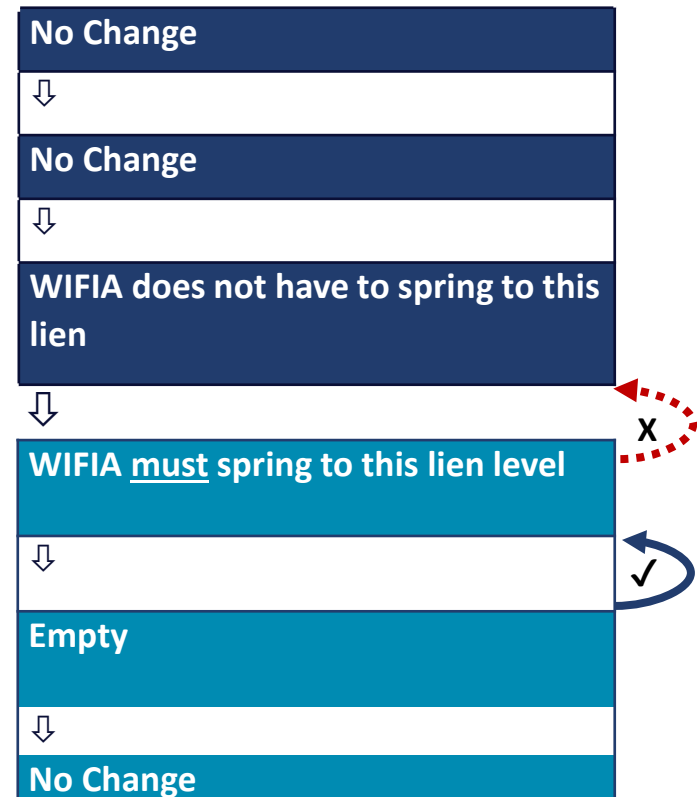 No Change
⇩
No Change
⇩
WIFIA does not have to spring to this
lien
⇩
X
WIFIA must spring to this lien level
⇩
✓
Empty
⇩
No Change